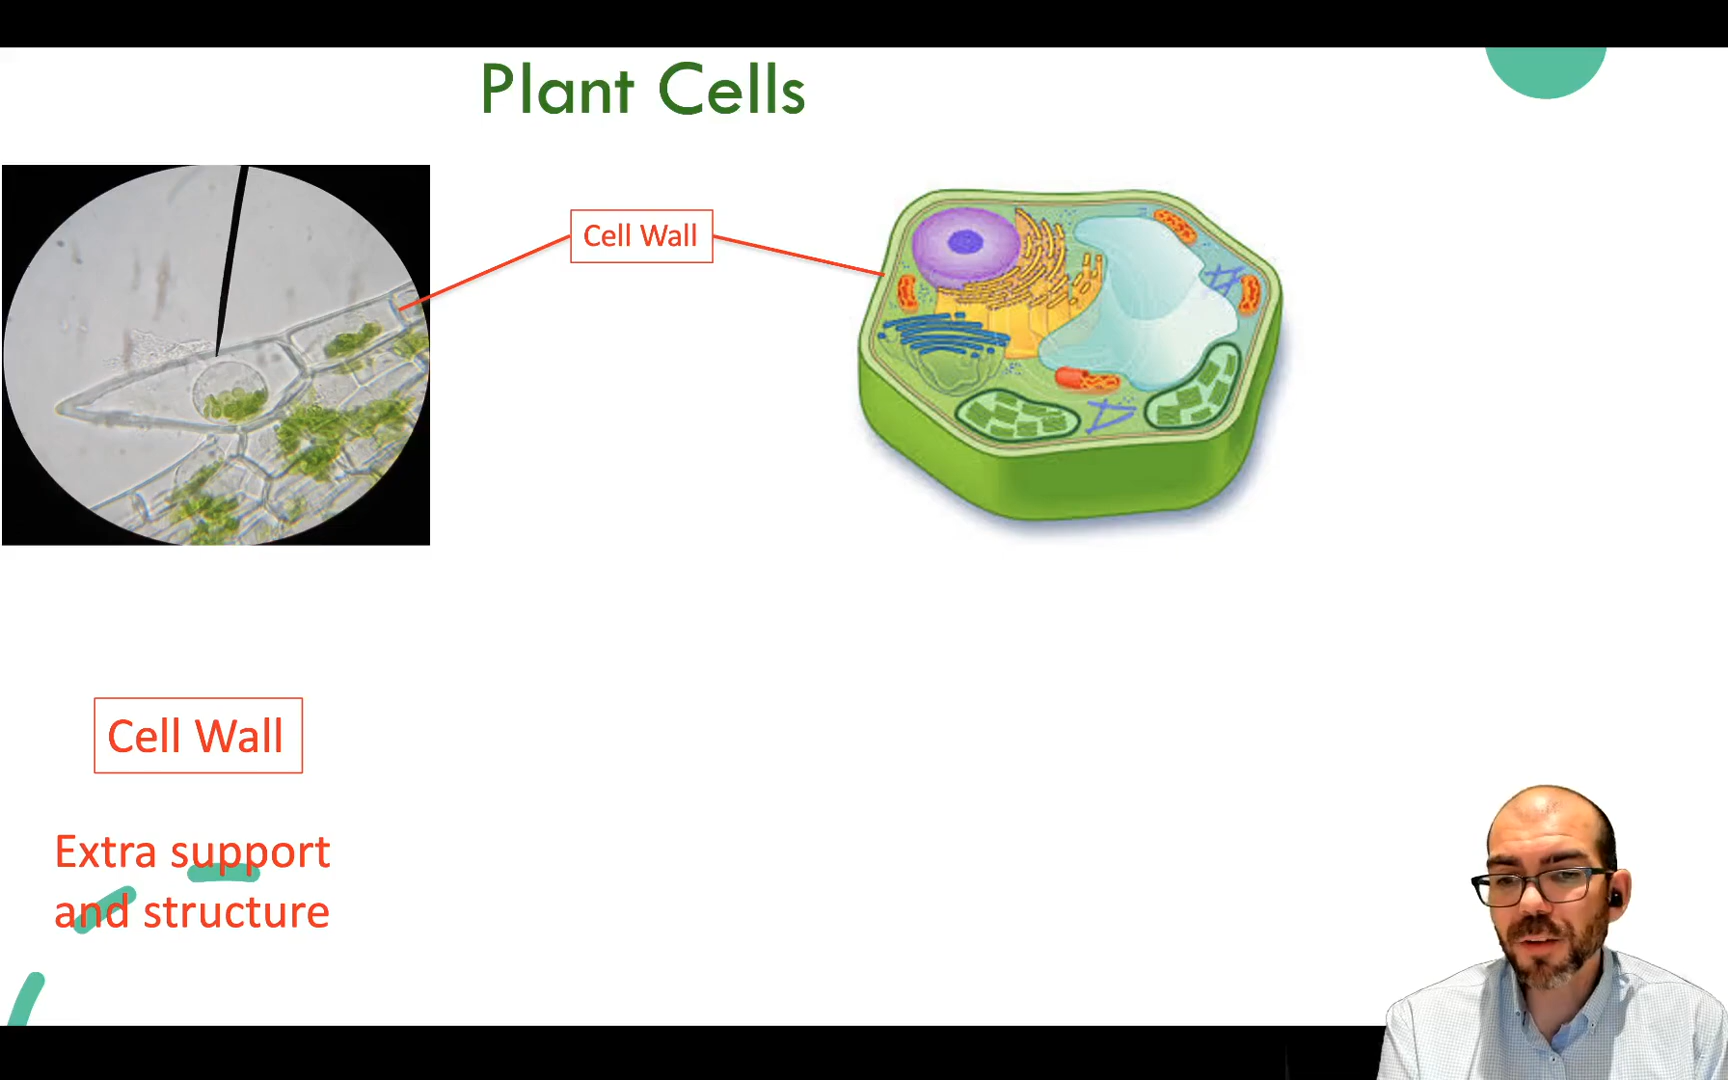 Plant Cells
Cell Wall
Cell Wall
Extra support
and structure